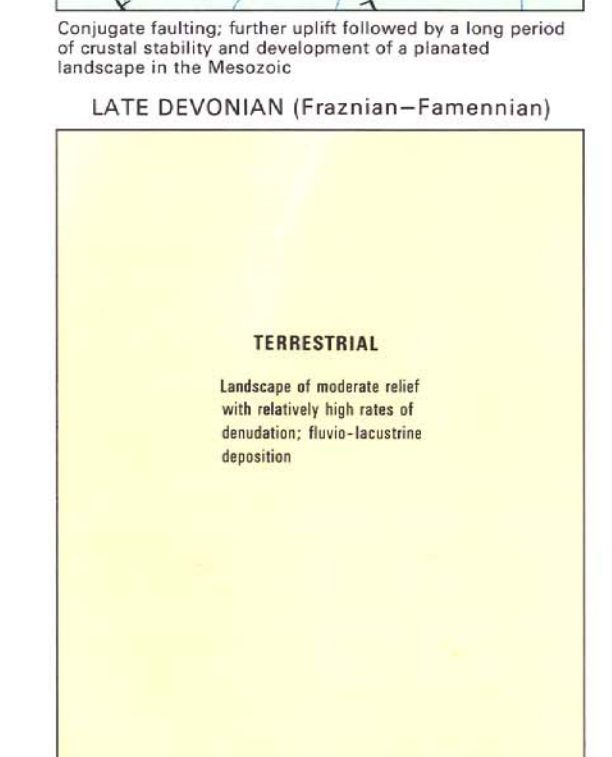 Conjugate faulting; further uplift followed by a long period
of crustal stability and development of a planated
landscape in the Mesozoic
LATE DEVONIAN (Fraznian—Famennian)
TERRESTRIAL
Landscape of moderate relief
with relatively high rates of
denudation; fluvio-lacustrine
deposition